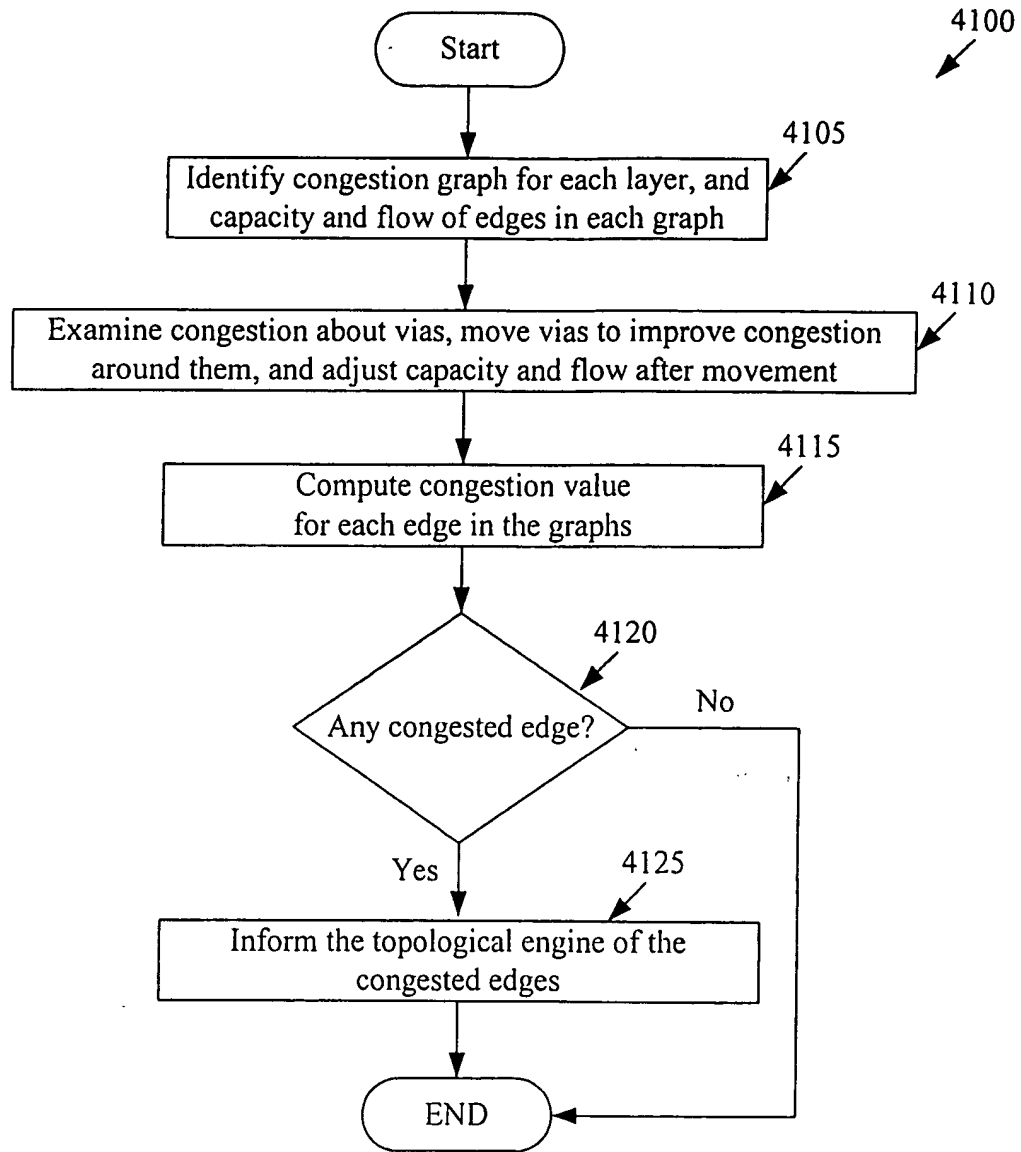 4100
Start
4105
Identify congestion graph for each layer, and
capacity and flow of edges in each graph
4110
Examine congestion about vias, move vias to improve congestion
around them, and adjust capacity and flow after movement
4115
Compute congestion value
for each edge in the graphs
4120
Any congested edge?
No
Yes
4125
Inform the topological engine of the
congested edges
END